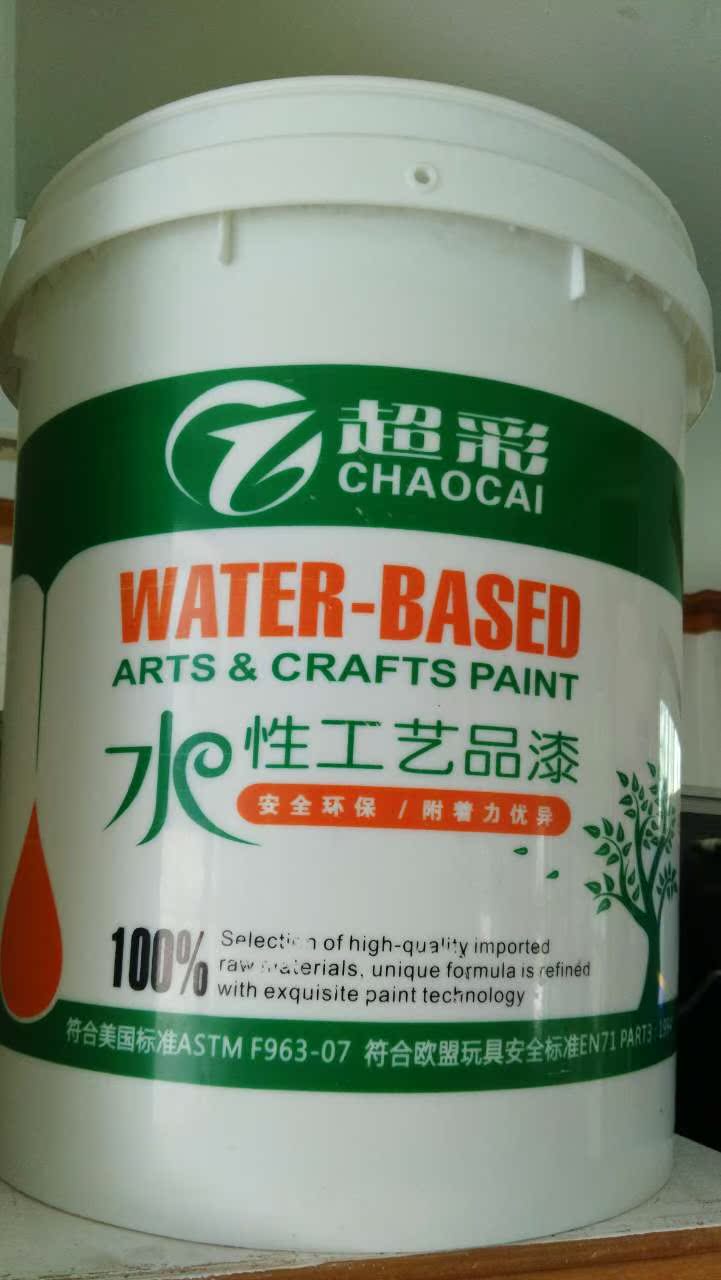 超彩
CHAOCAI
WATER-BASED
ARTS & CRAFTS PAINT
水性工艺品漆
安全环保 / 附着力优异
100%
Selection of high-quality imported
raw materials, unique formula is refined
with exquisite paint technology
符合美国标准ASTM F963-07 符合欧盟玩具安全标准EN71 PART3